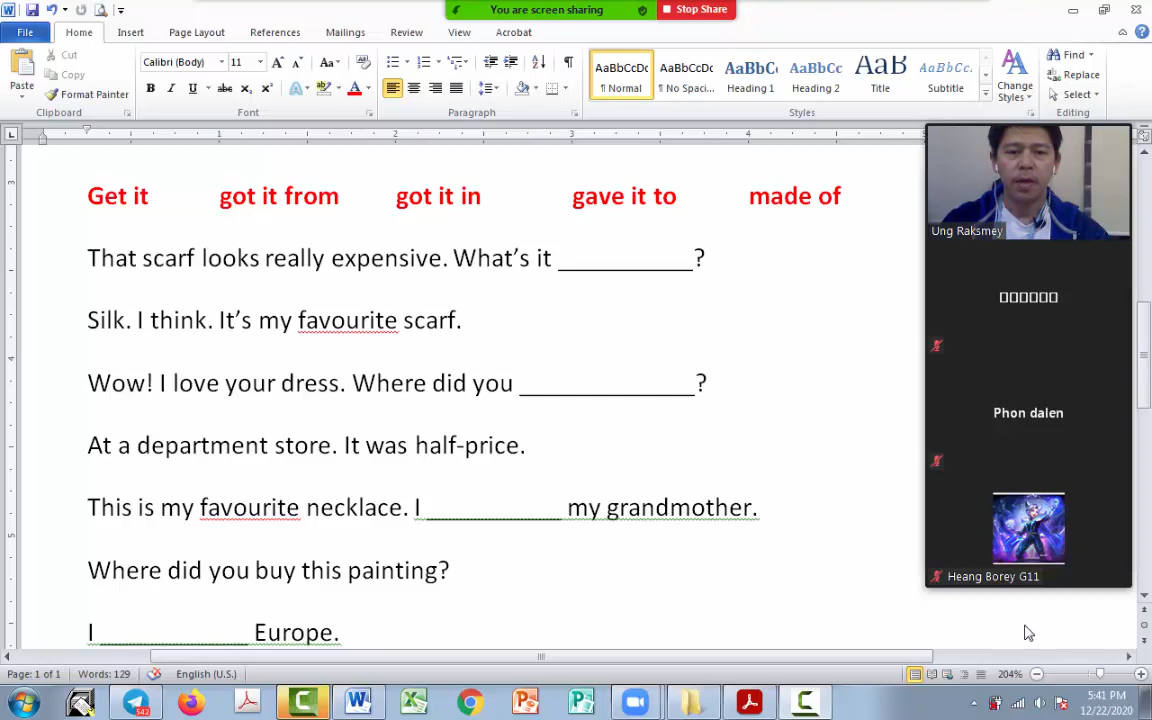 You are screen sharing Stop Share
File Home Insert Page Layout References Mailings Review View Acrobat
Cut
Copy
Paste Format Painter
Calibri (Body) 11
AaBbCcDc AaBbCcDc AaBbC AaBbCc AaB AaBbCc.
¶ Normal ¶ No Spaci... Heading 1 Heading 2 Title Subtitle
Change Styles
Find
Replace
Select
Clipboard Font Paragraph Styles Editing
Get it got it from got it in gave it to made of
That scarf looks really expensive. What’s it ___________?
Silk. I think. It’s my favourite scarf.
Wow! I love your dress. Where did you ______________?
At a department store. It was half-price.
This is my favourite necklace. I ___________ my grandmother.
Where did you buy this painting?
I ____________ Europe.
Ung Raksmey
Phon dalen
Heang Borey G11
Page: 1 of 1 Words: 129 English (U.S.) 204%
542
5:41 PM
12/22/2020